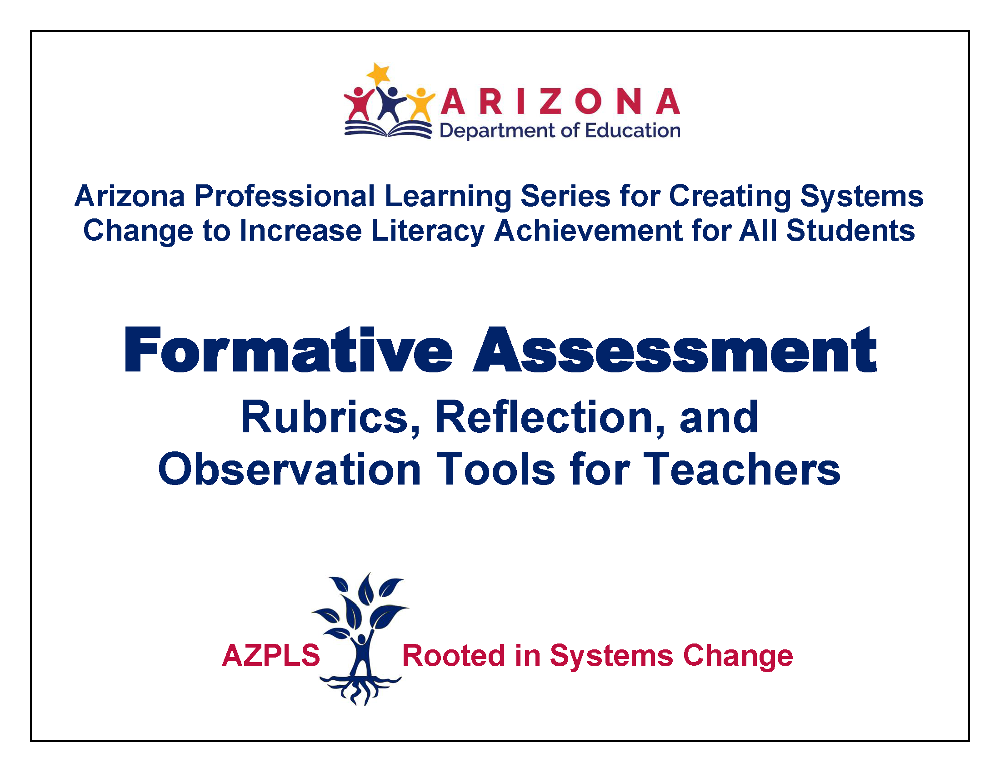 ARIZONA
Department of Education
Arizona Professional Learning Series for Creating Systems
Change to Increase Literacy Achievement for All Students
Formative Assessment
Rubrics, Reflection, and
Observation Tools for Teachers
AZPLS Rooted in Systems Change